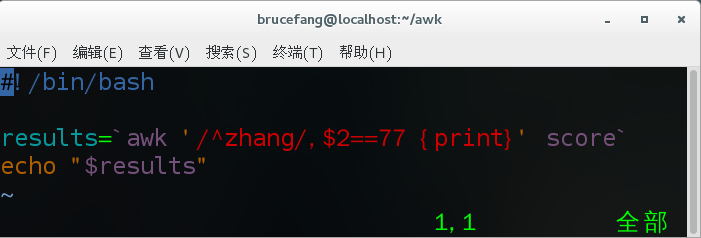 brucefang@localhost:~/awk
文件(F) 编辑(E) 查看(V) 搜索(S) 终端(T) 帮助(H)
#!/bin/bash
results=`awk '/^zhang/,$2==77 {print}' score`
echo "$results"
~
1,1 全部